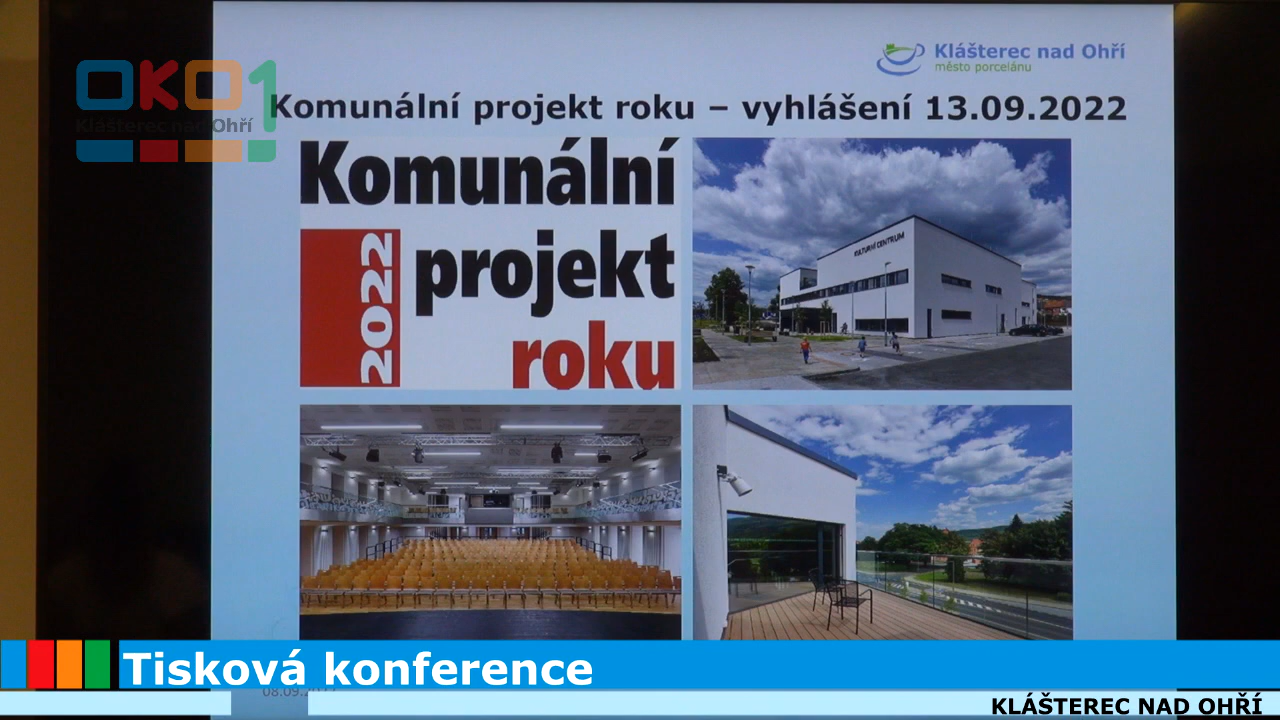 Klášterec nad Ohří
město porcelánu
OKO1
Klášterec nad Ohří
Komunální projekt roku – vyhlášení 13.09.2022
Komunální
2022
projekt
roku
KULTURNÍ CENTRUM
Tisková konference
KLÁŠTEREC NAD OHŘÍ